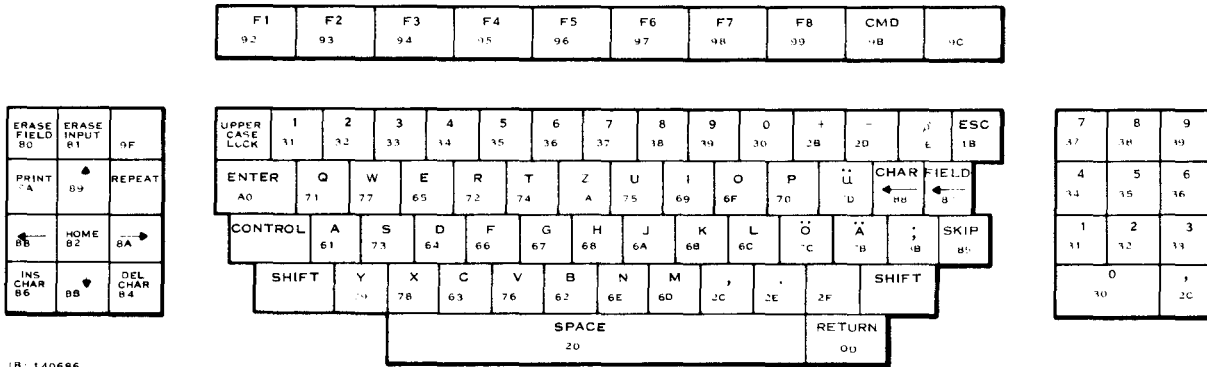 F1 F2 F3 F4 F5 F6 F7 F8 CMD
92 93 94 95 96 97 98 99 9B 9C
ERASE FIELD ERASE INPUT
80 81 9E
UPPER CASE LOCK 1 2 3 4 5 6 7 8 9 0 + - β ESC
31 32 33 34 35 36 37 38 39 30 2B 2D 1B
7 8 9
37 38 39
PRINT REPEAT
89
ENTER Q W E R T Z U I O P Ü CHAR FIELD
A0 71 77 65 72 74 75 69 6F 70 88
4 5 6
34 35 36
HOME
82 8A
CONTROL A S D F G H J K L Ö Ä ; SKIP
61 73 64 66 67 68 6A 6B 6C 85
1 2 3
31 32 33
INS CHAR DEL CHAR
86 84
SHIFT Y X C V B N M , . SHIFT
78 63 76 62 6E 6D 2C 2E 2F
0 ,
30 2C
SPACE RETURN
20
140686